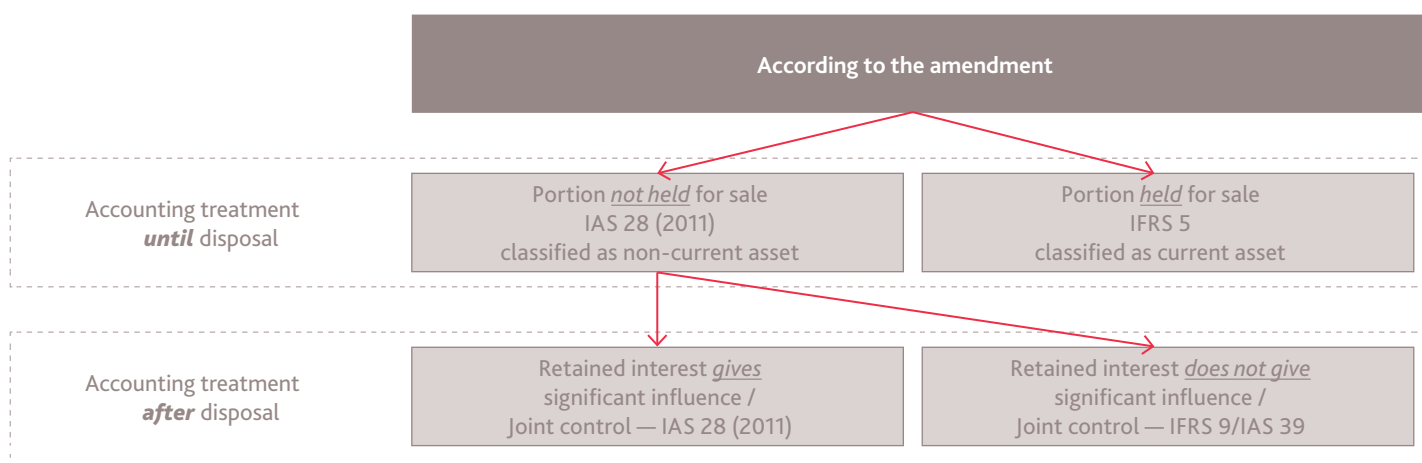 According to the amendment
Accounting treatment
until disposal
Portion not held for sale
IAS 28 (2011)
classified as non-current asset
Portion held for sale
IFRS 5
classified as current asset
Accounting treatment
after disposal
Retained interest gives
significant influence /
Joint control — IAS 28 (2011)
Retained interest does not give
significant influence /
Joint control — IFRS 9/IAS 39